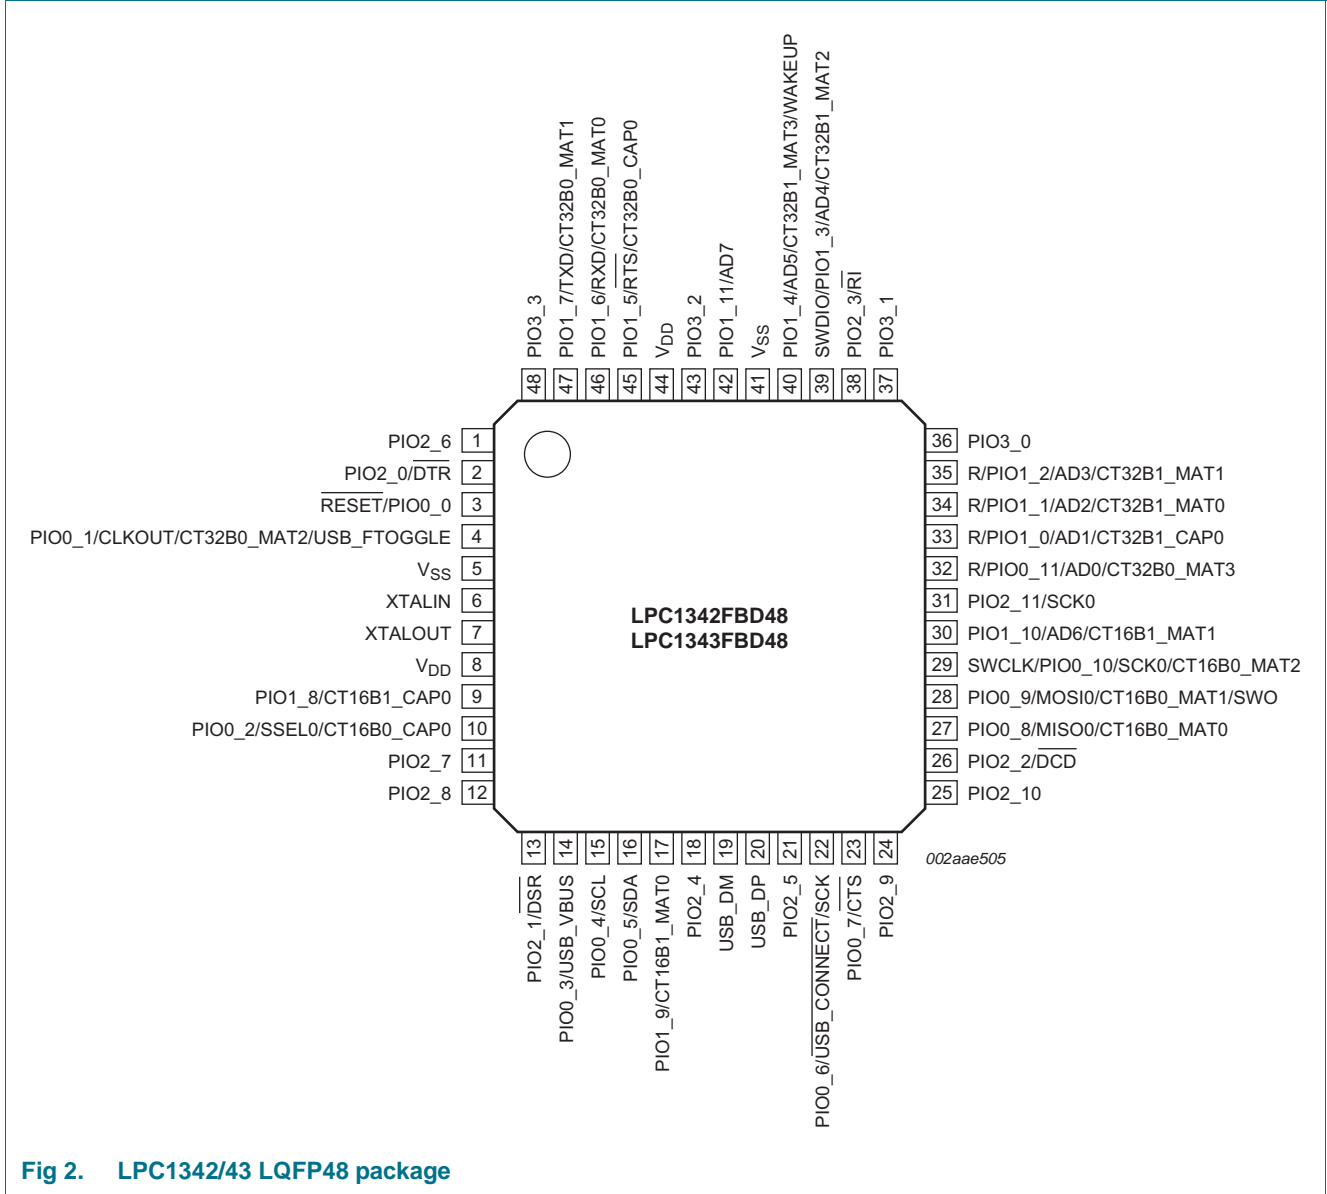 PIO3_3
PIO1_7/TXD/CT32B0_MAT1
PIO1_6/RXD/CT32B0_MAT0
PIO1_5/RTS/CT32B0_CAP0
VDD
PIO3_2
PIO1_11/AD7
VSS
PIO1_4/AD5/CT32B1_MAT3/WAKEUP
SWDIO/PIO1_3/AD4/CT32B1_MAT2
PIO2_3/RI
PIO3_1
48
47
46
45
44
43
42
41
40
39
38
37
PIO2_6 1
PIO2_0/DTR 2
RESET/PIO0_0 3
PIO0_1/CLKOUT/CT32B0_MAT2/USB_FTOGGLE 4
VSS 5
XTALIN 6
XTALOUT 7
VDD 8
PIO1_8/CT16B1_CAP0 9
PIO0_2/SSEL0/CT16B0_CAP0 10
PIO2_7 11
PIO2_8 12
LPC1342FBD48
LPC1343FBD48
36 PIO3_0
35 R/PIO1_2/AD3/CT32B1_MAT1
34 R/PIO1_1/AD2/CT32B1_MAT0
33 R/PIO1_0/AD1/CT32B1_CAP0
32 R/PIO0_11/AD0/CT32B0_MAT3
31 PIO2_11/SCK0
30 PIO1_10/AD6/CT16B1_MAT1
29 SWCLK/PIO0_10/SCK0/CT16B0_MAT2
28 PIO0_9/MOSI0/CT16B0_MAT1/SWO
27 PIO0_8/MISO0/CT16B0_MAT0
26 PIO2_2/DCD
25 PIO2_10
13
14
15
16
17
18
19
20
21
22
23
24
PIO2_1/DSR
PIO0_3/USB_VBUS
PIO0_4/SCL
PIO0_5/SDA
PIO1_9/CT16B1_MAT0
PIO2_4
USB_DM
USB_DP
PIO2_5
PIO0_6/USB_CONNECT/SCK
PIO0_7/CTS
PIO2_9
002aae505
Fig 2. LPC1342/43 LQFP48 package